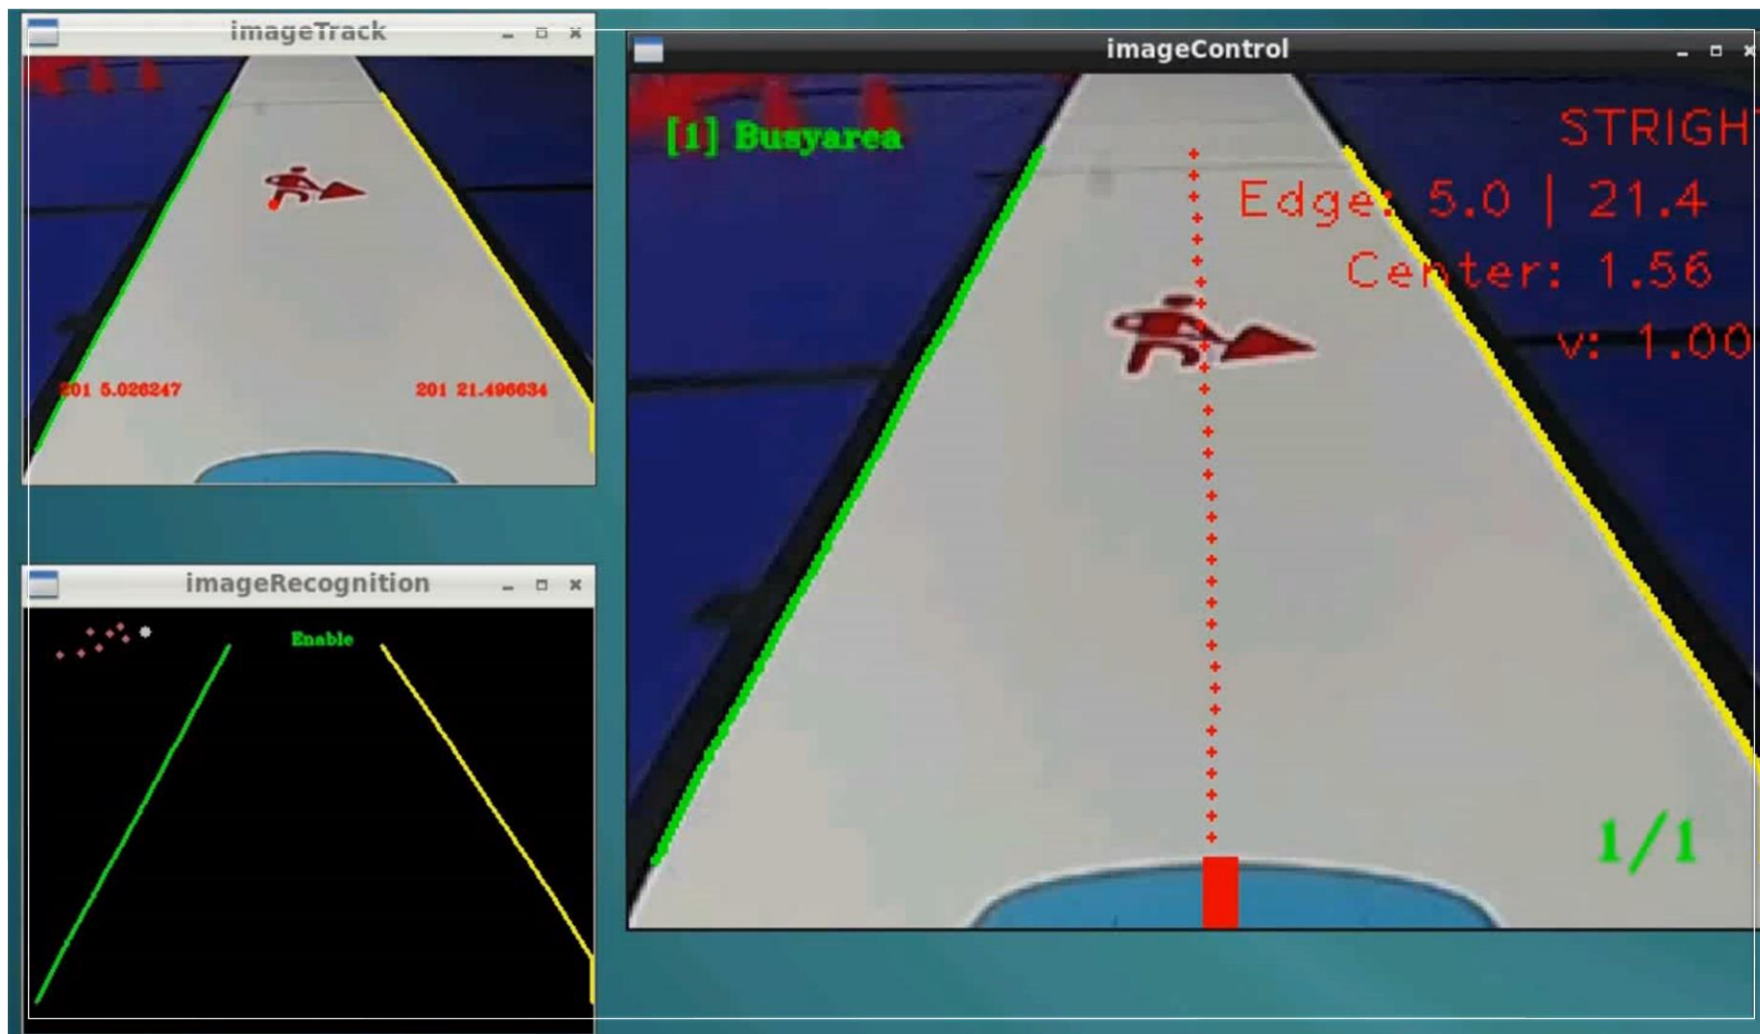 imageTrack
201 5.026247
201 21.496634
imageRecognition
Enable
imageControl
[1] Busyarea
STRIGH
Edge: 5.0 | 21.4
Center: 1.56
v: 1.00
1/1